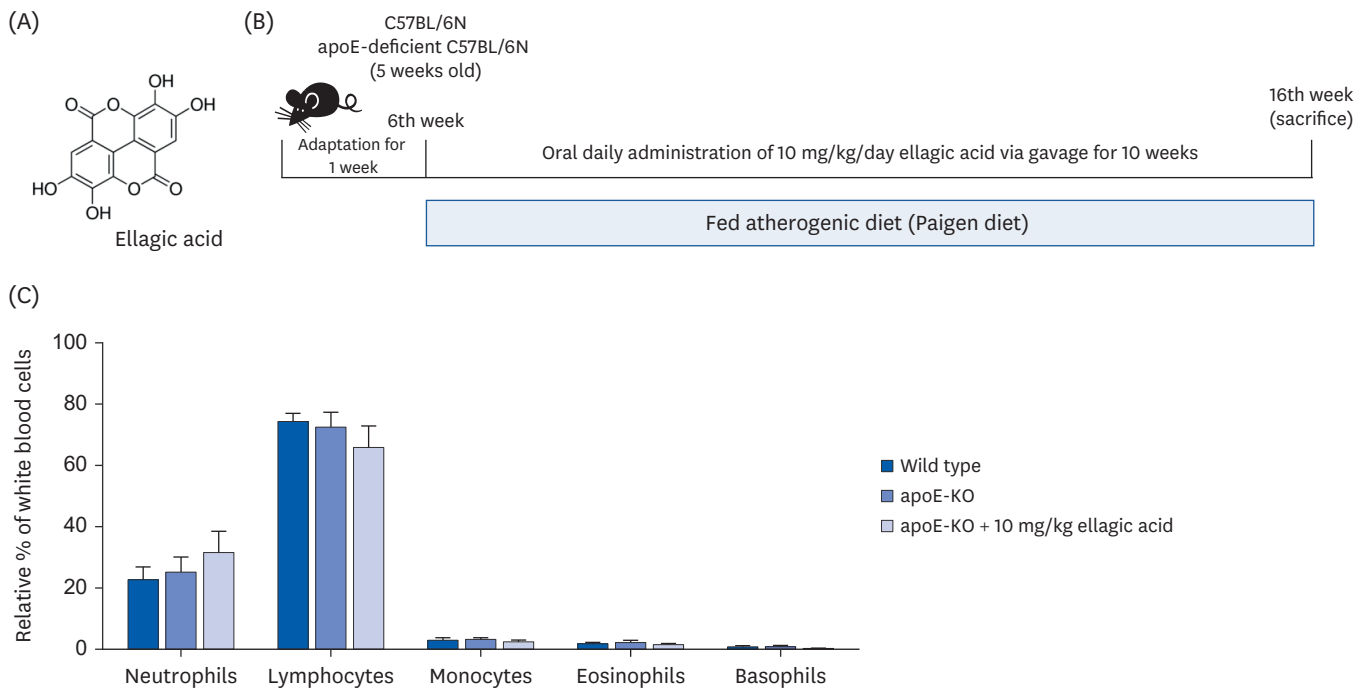 (A)
OH
O
O
OH
HO
O
O
OH
Ellagic acid
(B)
C57BL/6N
apoE-deficient C57BL/6N
(5 weeks old)
6th week
16th week
(sacrifice)
Adaptation for
1 week
Oral daily administration of 10 mg/kg/day ellagic acid via gavage for 10 weeks
Fed atherogenic diet (Paigen diet)
(C)
Relative % of white blood cells
100
80
60
40
20
0
Neutrophils
Lymphocytes
Monocytes
Eosinophils
Basophils
Wild type
apoE-KO
apoE-KO + 10 mg/kg ellagic acid